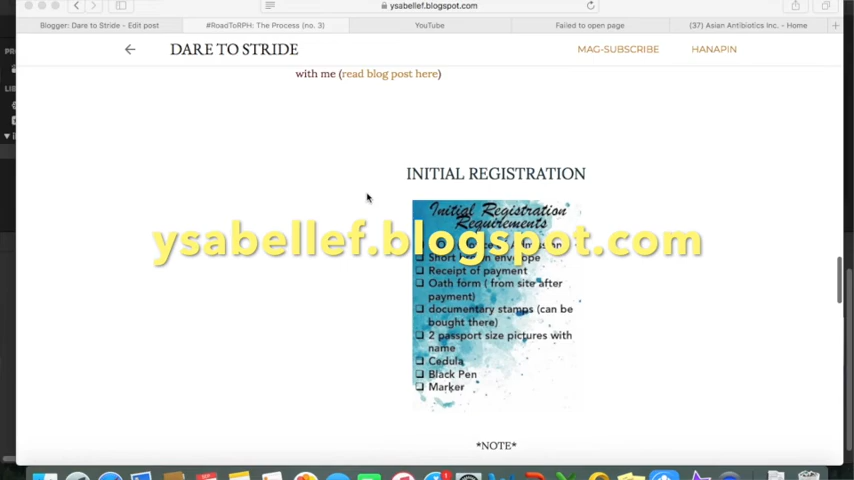 ysabellef.blogspot.com
Blogger: Dare to Stride - Edit post
#RoadToRPH: The Process (no. 3)
YouTube
Failed to open page
(37) Asian Antibiotics Inc. - Home
DARE TO STRIDE
MAG-SUBSCRIBE
HANAPIN
with me (read blog post here)
INITIAL REGISTRATION
Initial Registration
Requirements
ysabellef.blogspot.com
Receipt of payment
Oath form ( from site after
payment)
documentary stamps (can be
bought there)
2 passport size pictures with
name
Cedula
Black Pen
Marker
*NOTE*